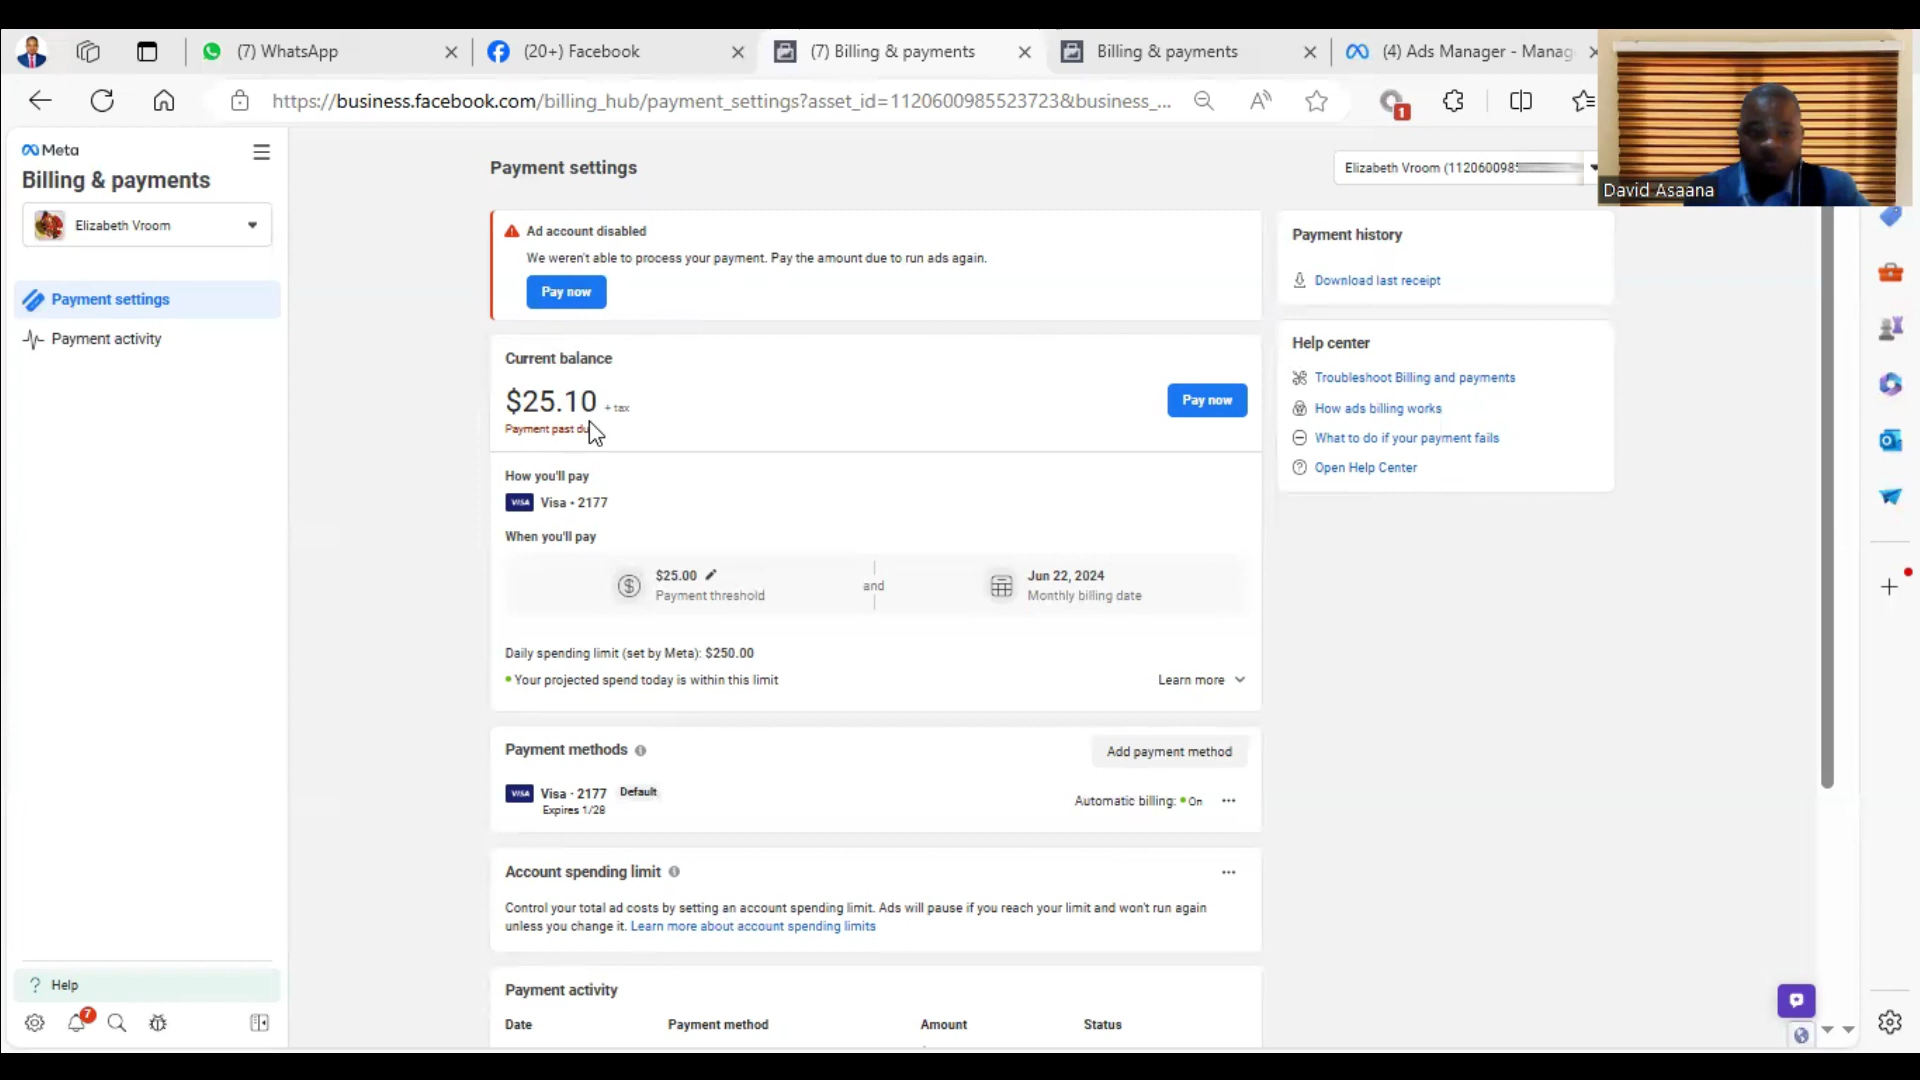 (7) WhatsApp
(20+) Facebook
(7) Billing & payments
Billing & payments
(4) Ads Manager - Manag
https://business.facebook.com/billing_hub/payment_settings?asset_id=1120600985523723&business_...
1
David Asaana
Meta
Billing & payments
Elizabeth Vroom
Payment settings
Payment activity
Help
7
Payment settings
Elizabeth Vroom (112060098
Ad account disabled
We weren't able to process your payment. Pay the amount due to run ads again.
Pay now
Current balance
$25.10 + tax
Payment past du
Pay now
How you'll pay
VISA Visa • 2177
When you'll pay
$25.00
Payment threshold
and
Jun 22, 2024
Monthly billing date
Daily spending limit (set by Meta): $250.00
Your projected spend today is within this limit
Learn more
Payment methods
Add payment method
VISA Visa · 2177 Default
Expires 1/28
Automatic billing: On
Account spending limit
Control your total ad costs by setting an account spending limit. Ads will pause if you reach your limit and won't run again
unless you change it. Learn more about account spending limits
Payment activity
Date Payment method Amount Status
Payment history
Download last receipt
Help center
Troubleshoot Billing and payments
How ads billing works
What to do if your payment fails
Open Help Center